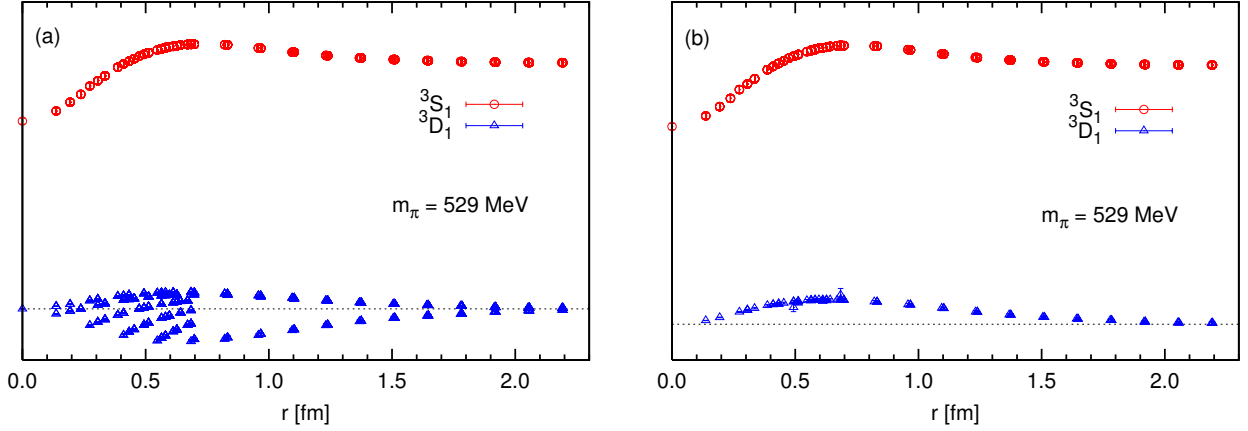 (a)
³S₁
³D₁
m_π = 529 MeV
0.0 0.5 1.0 1.5 2.0
r [fm]
(b)
³S₁
³D₁
m_π = 529 MeV
0.0 0.5 1.0 1.5 2.0
r [fm]